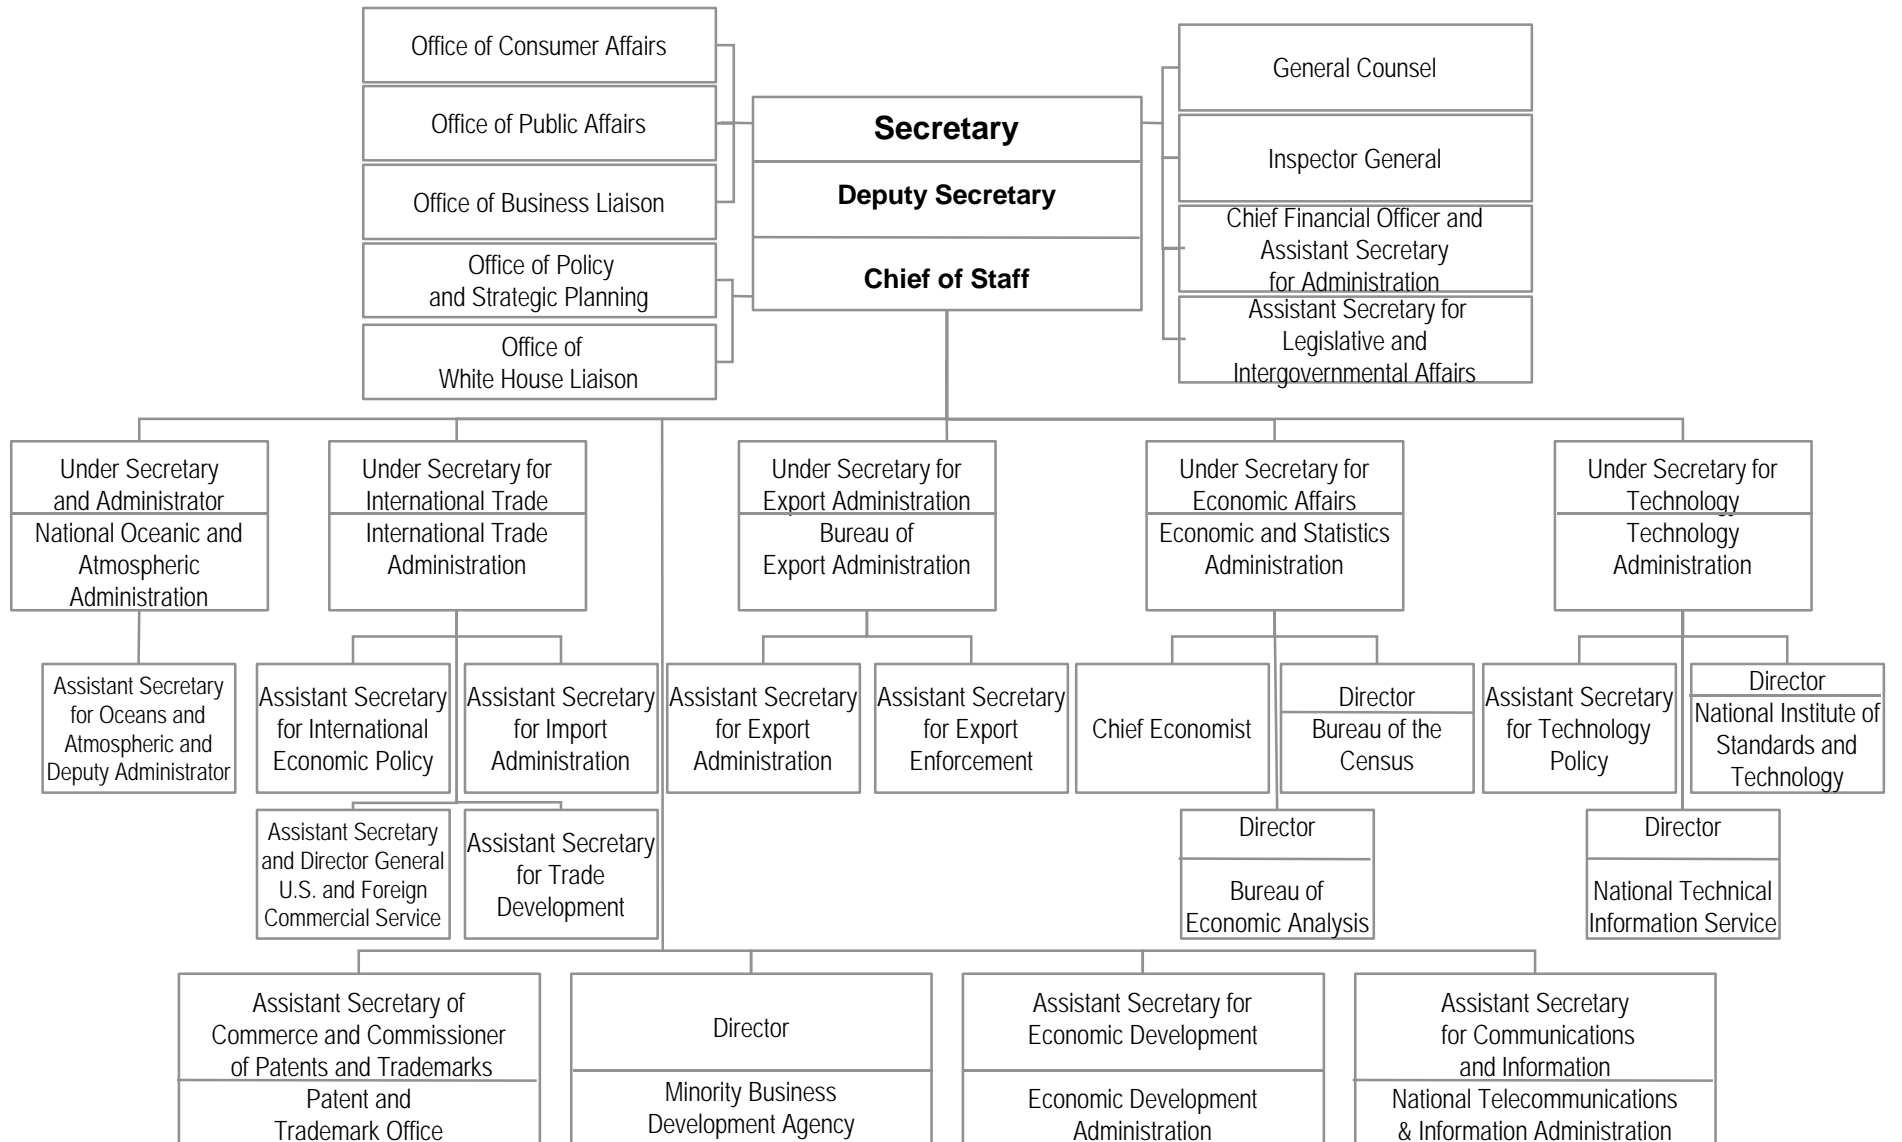 Office of Consumer Affairs
Office of Public Affairs
Office of Business Liaison
Office of Policy
and Strategic Planning
Office of
White House Liaison
Secretary
Deputy Secretary
Chief of Staff
General Counsel
Inspector General
Chief Financial Officer and
Assistant Secretary
for Administration
Assistant Secretary for
Legislative and
Intergovernmental Affairs
Under Secretary
and Administrator
National Oceanic and
Atmospheric
Administration
Under Secretary for
International Trade
International Trade
Administration
Under Secretary for
Export Administration
Bureau of
Export Administration
Under Secretary for
Economic Affairs
Economic and Statistics
Administration
Under Secretary for
Technology
Technology
Administration
Assistant Secretary
for Oceans and
Atmospheric and
Deputy Administrator
Assistant Secretary
for International
Economic Policy
Assistant Secretary
for Import
Administration
Assistant Secretary
for Export
Administration
Assistant Secretary
for Export
Enforcement
Chief Economist
Director
Bureau of the
Census
Assistant Secretary
for Technology
Policy
Director
National Institute of
Standards and
Technology
Assistant Secretary
and Director General
U.S. and Foreign
Commercial Service
Assistant Secretary
for Trade
Development
Director
Bureau of
Economic Analysis
Director
National Technical
Information Service
Assistant Secretary of
Commerce and Commissioner
of Patents and Trademarks
Patent and
Trademark Office
Director
Minority Business
Development Agency
Assistant Secretary for
Economic Development
Economic Development
Administration
Assistant Secretary
for Communications
and Information
National Telecommunications
& Information Administration